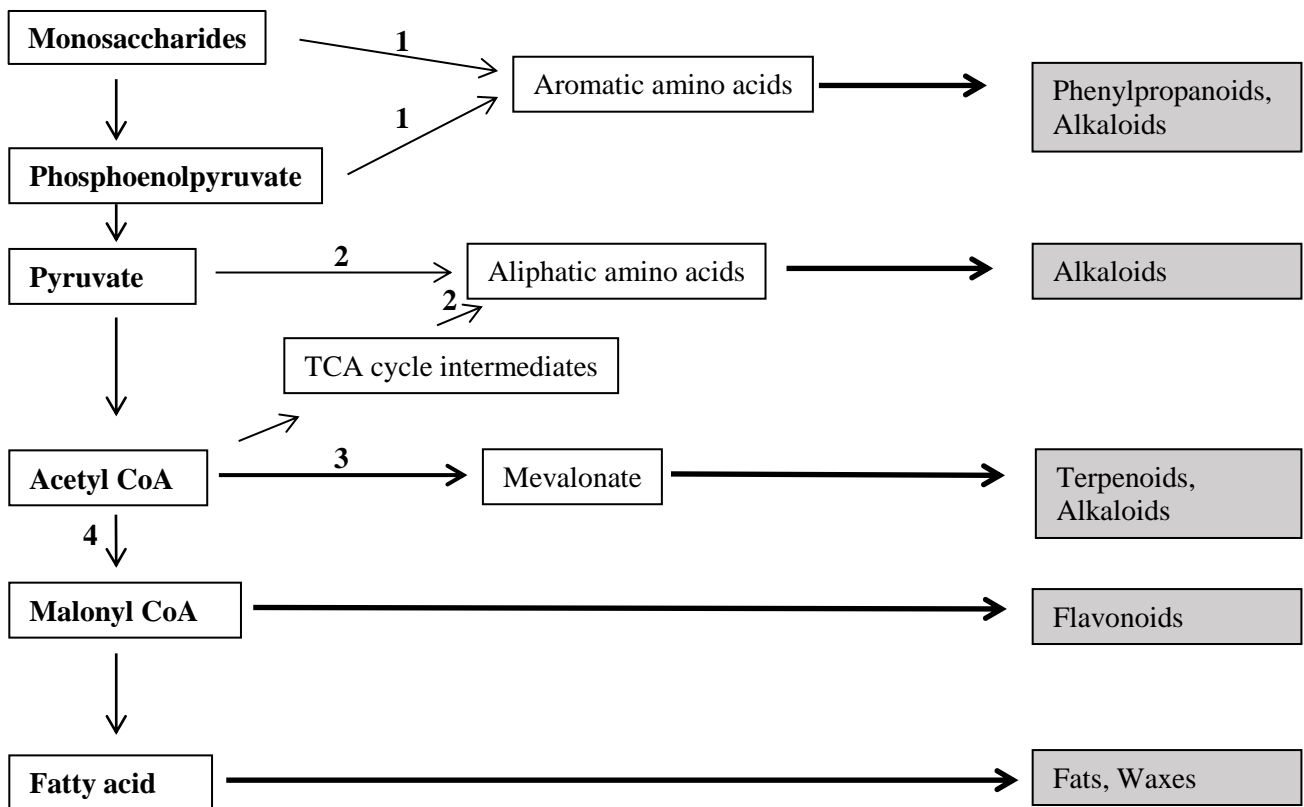 Monosaccharides
1
Aromatic amino acids
Phenylpropanoids,
Alkaloids
1
Phosphoenolpyruvate
Pyruvate
2
Aliphatic amino acids
Alkaloids
2
TCA cycle intermediates
Acetyl CoA
3
Mevalonate
Terpenoids,
Alkaloids
4
Malonyl CoA
Flavonoids
Fatty acid
Fats, Waxes